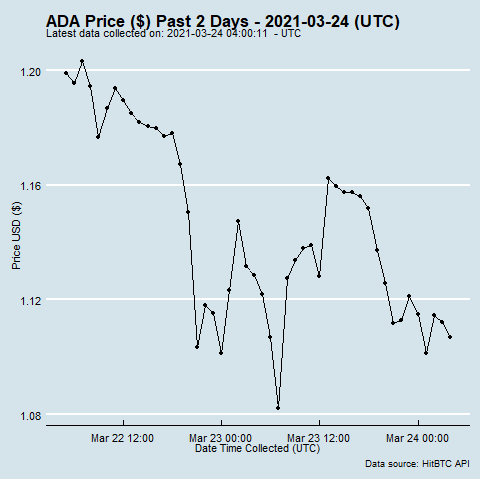 ADA Price ($) Past 2 Days - 2021-03-24 (UTC)
Latest data collected on: 2021-03-24 04:00:11  - UTC
1.20
1.16
1.12
1.08
Price USD ($)
Mar 22 12:00
Mar 23 00:00
Mar 23 12:00
Mar 24 00:00
Date Time Collected (UTC)
Data source: HitBTC API